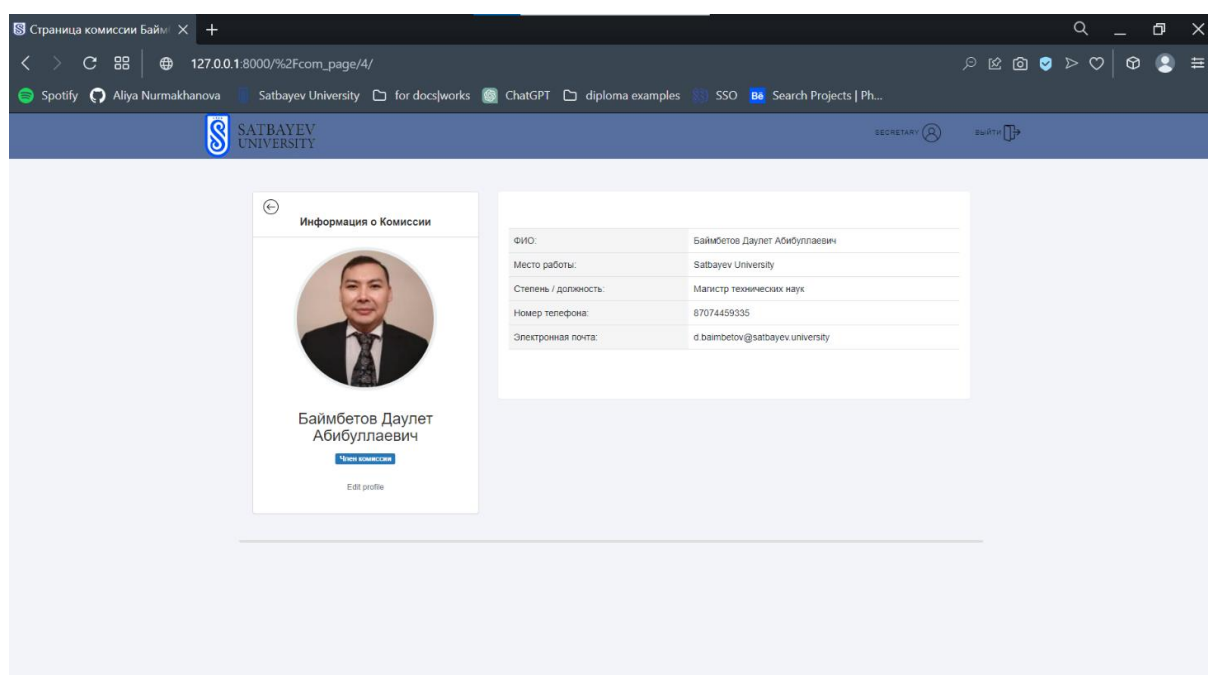 Страница комиссии Байм
127.0.0.1:8000/%2Fcom_page/4/
Spotify Aliya Nurmakhanova Satbayev University for docs|works ChatGPT diploma examples SSO Bē Search Projects | Ph...
SATBAYEV
UNIVERSITY
SECRETARY ВЫЙТИ
Информация о Комиссии
Баймбетов Даулет
Абибуллаевич
Член комиссии
Edit profile
ФИО: Баймбетов Даулет Абибуллаевич
Место работы: Satbayev University
Степень / должность: Магистр технических наук
Номер телефона: 87074459335
Электронная почта: d.baimbetov@satbayev.university